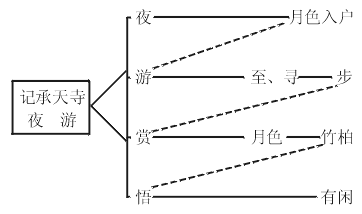 记承天寺
夜 游
夜 月色入户
游 至、寻 步
赏 月色 竹柏
悟 有闲